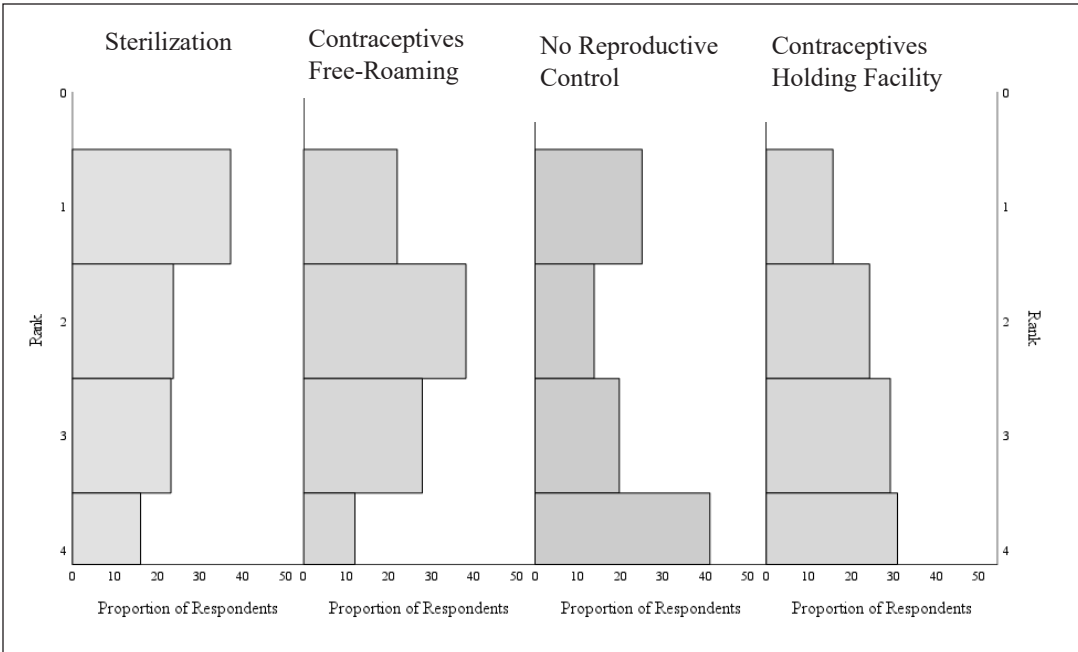 Sterilization
Contraceptives
Free-Roaming
No Reproductive
Control
Contraceptives
Holding Facility
0
1
2
3
4
Rank
0 10 20 30 40 50
Proportion of Respondents
0 10 20 30 40 50
Proportion of Respondents
0 10 20 30 40 50
Proportion of Respondents
0 10 20 30 40 50
Proportion of Respondents
0
1
2
3
4
Rank